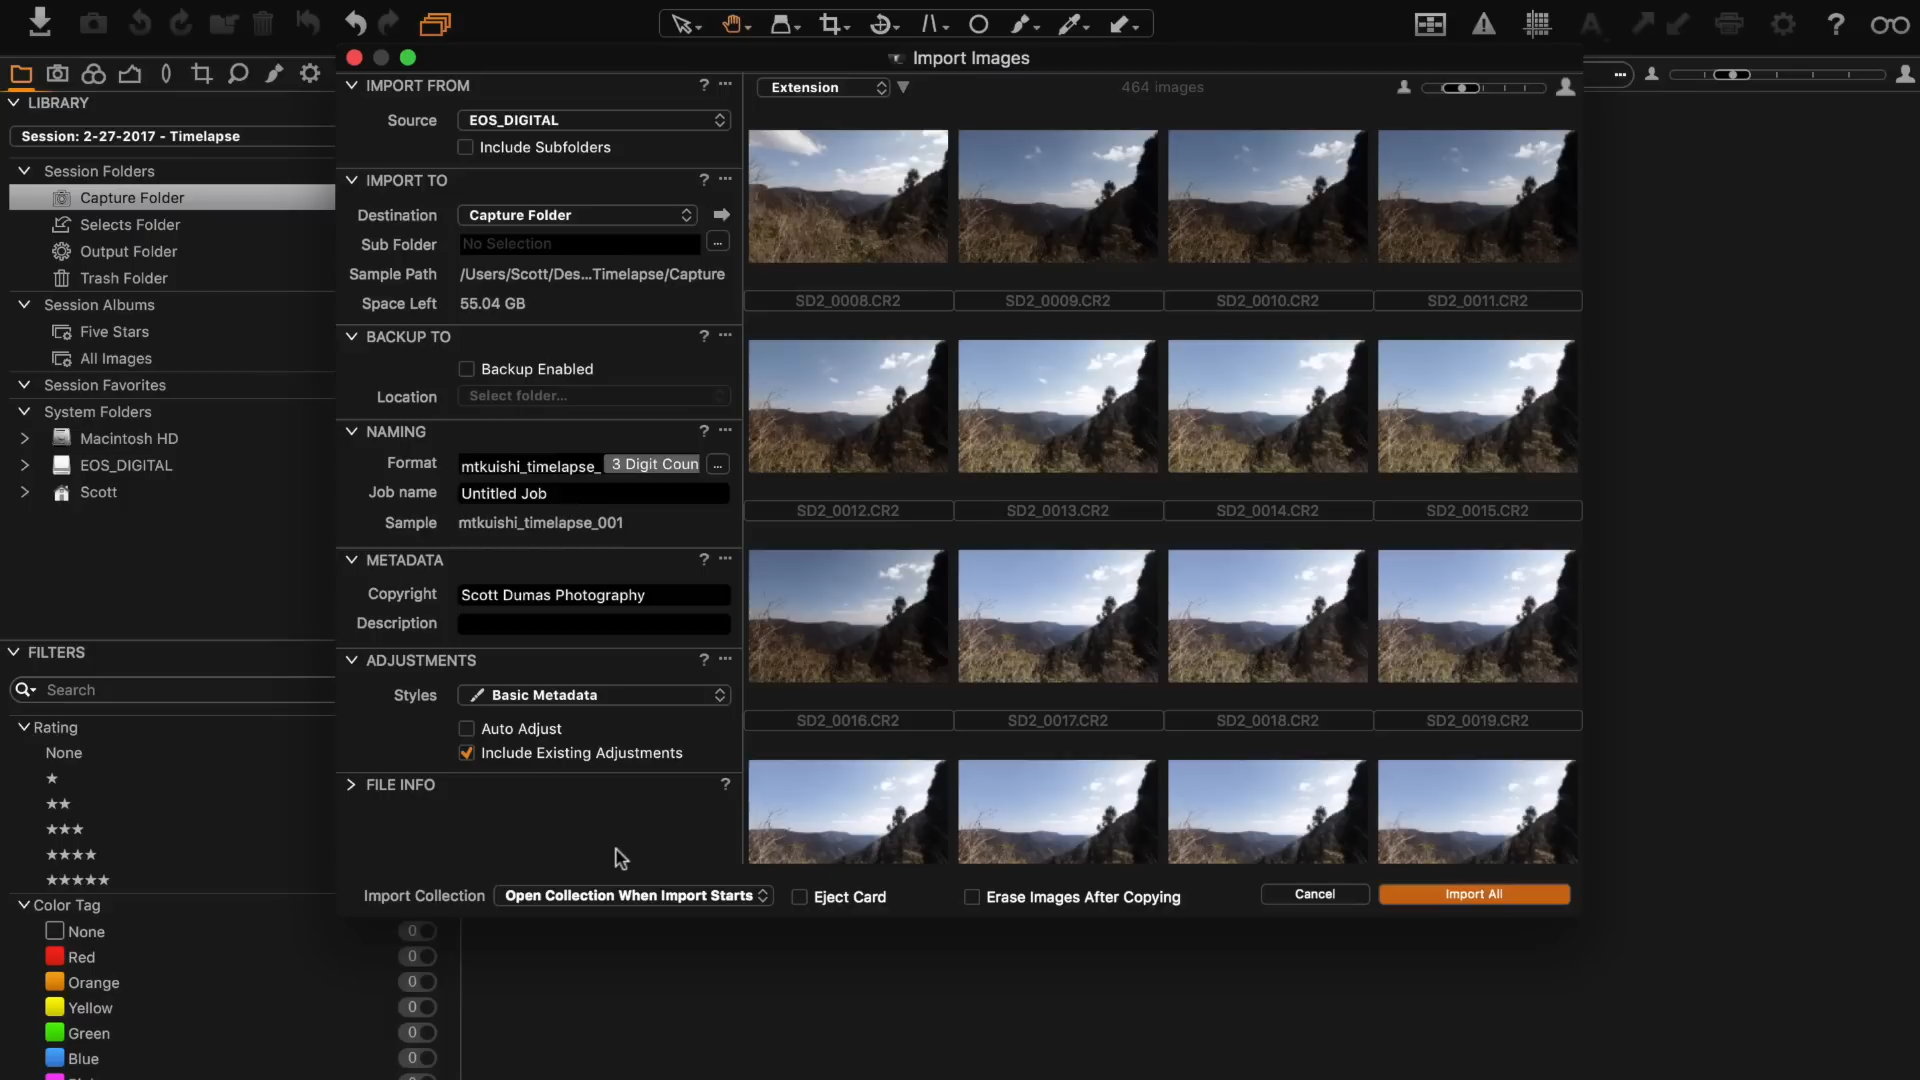 Import Images
LIBRARY
Session: 2-27-2017 - Timelapse
Session Folders
Capture Folder
Selects Folder
Output Folder
Trash Folder
Session Albums
Five Stars
All Images
Session Favorites
System Folders
Macintosh HD
EOS_DIGITAL
Scott
FILTERS
Search
Rating
None
★
★★
★★★
★★★★
★★★★★
Color Tag
None 0
Red 0
Orange 0
Yellow 0
Green 0
Blue 0
IMPORT FROM ? ...
Source EOS_DIGITAL
Include Subfolders
IMPORT TO ? ...
Destination Capture Folder
Sub Folder No Selection ...
Sample Path /Users/Scott/Des...Timelapse/Capture
Space Left 55.04 GB
BACKUP TO ? ...
Backup Enabled
Location Select folder...
NAMING ? ...
Format mtkuishi_timelapse_ 3 Digit Coun ...
Job name Untitled Job
Sample mtkuishi_timelapse_001
METADATA ? ...
Copyright Scott Dumas Photography
Description
ADJUSTMENTS ? ...
Styles Basic Metadata
Auto Adjust
Include Existing Adjustments
FILE INFO ?
Extension 464 images
SD2_0008.CR2 SD2_0009.CR2 SD2_0010.CR2 SD2_0011.CR2
SD2_0012.CR2 SD2_0013.CR2 SD2_0014.CR2 SD2_0015.CR2
SD2_0016.CR2 SD2_0017.CR2 SD2_0018.CR2 SD2_0019.CR2
Import Collection Open Collection When Import Starts Eject Card Erase Images After Copying Cancel Import All